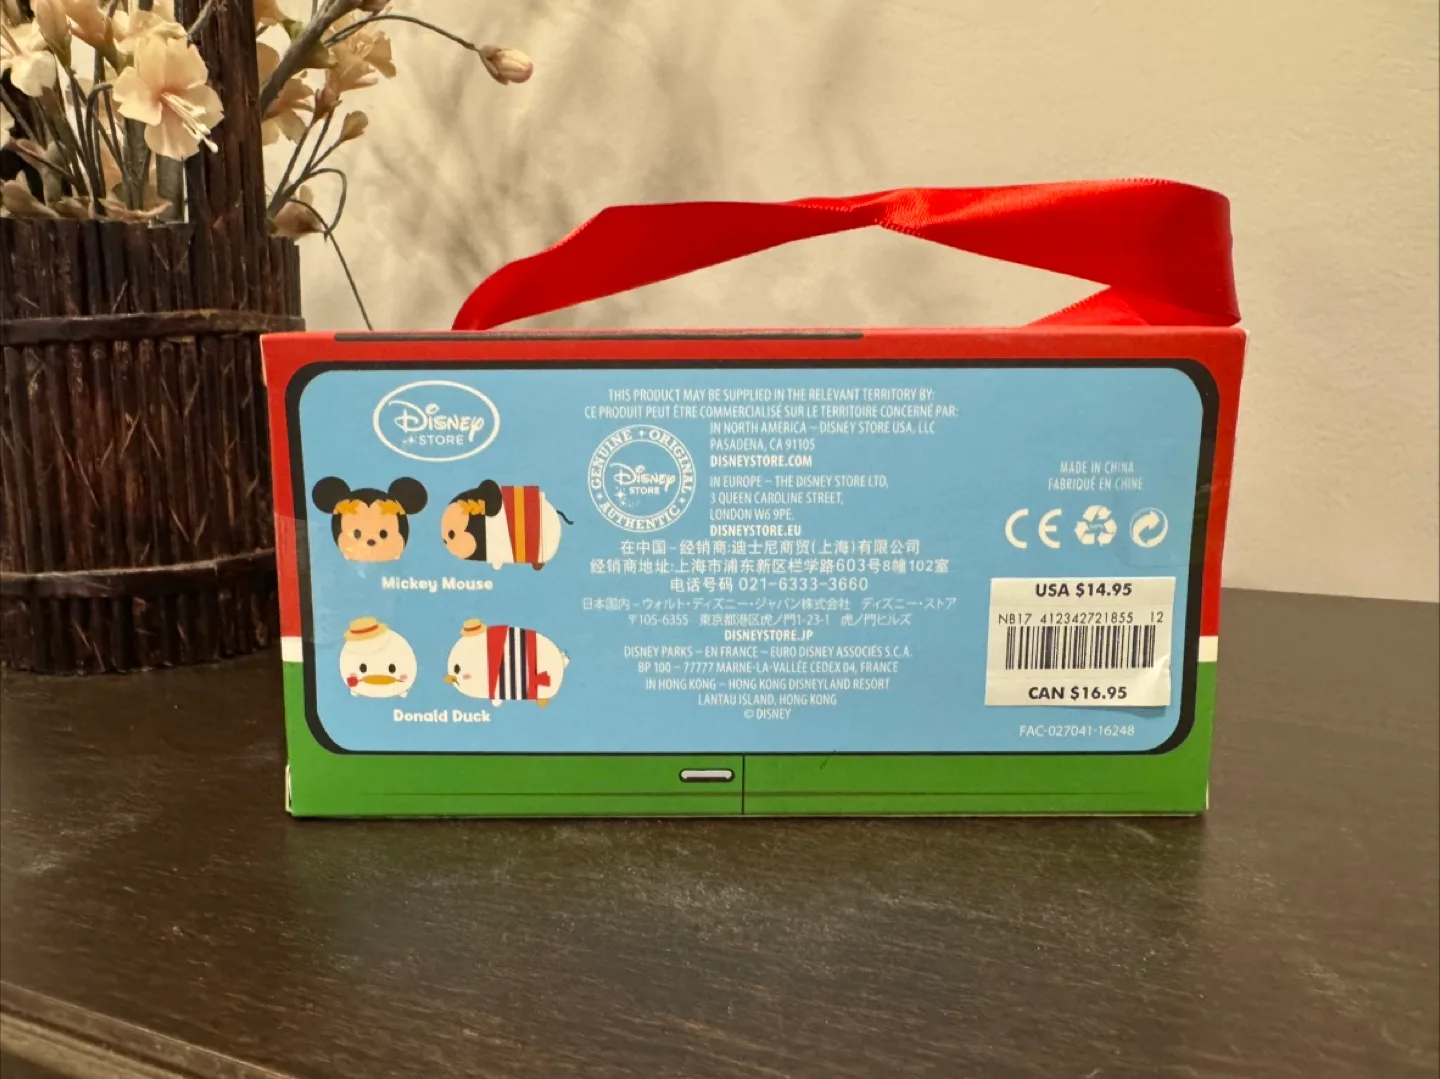 Disney
STORE
Mickey Mouse
Donald Duck
THIS PRODUCT MAY BE SUPPLIED IN THE RELEVANT TERRITORY BY:
CE PRODUIT PEUT ÊTRE COMMERCIALISÉ SUR LE TERRITOIRE CONCERNÉ PAR:
GENUINE • ORIGINAL • AUTHENTIC •
Disney
STORE
IN NORTH AMERICA – DISNEY STORE USA, LLC
PASADENA, CA 91105
DISNEYSTORE.COM
IN EUROPE – THE DISNEY STORE LTD,
3 QUEEN CAROLINE STREET,
LONDON W6 9PE.
DISNEYSTORE.EU
在中国-经销商:迪士尼商贸(上海)有限公司
经销商地址:上海市浦东新区栏学路603号8幢102室
电话号码 021-6333-3660
日本国内-ウォルト・ディズニー・ジャパン株式会社 ディズニー・ストア
〒105-6355 東京都港区虎ノ門1-23-1 虎ノ門ヒルズ
DISNEYSTORE.JP
DISNEY PARKS – EN FRANCE – EURO DISNEY ASSOCIÉS S.C.A.
BP 100 – 77777 MARNE-LA-VALLÉE CEDEX 04, FRANCE
IN HONG KONG – HONG KONG DISNEYLAND RESORT
LANTAU ISLAND, HONG KONG
© DISNEY
MADE IN CHINA
FABRIQUÉ EN CHINE
CE
USA $14.95
NB17 412342721855 12
CAN $16.95
FAC-027041-16248